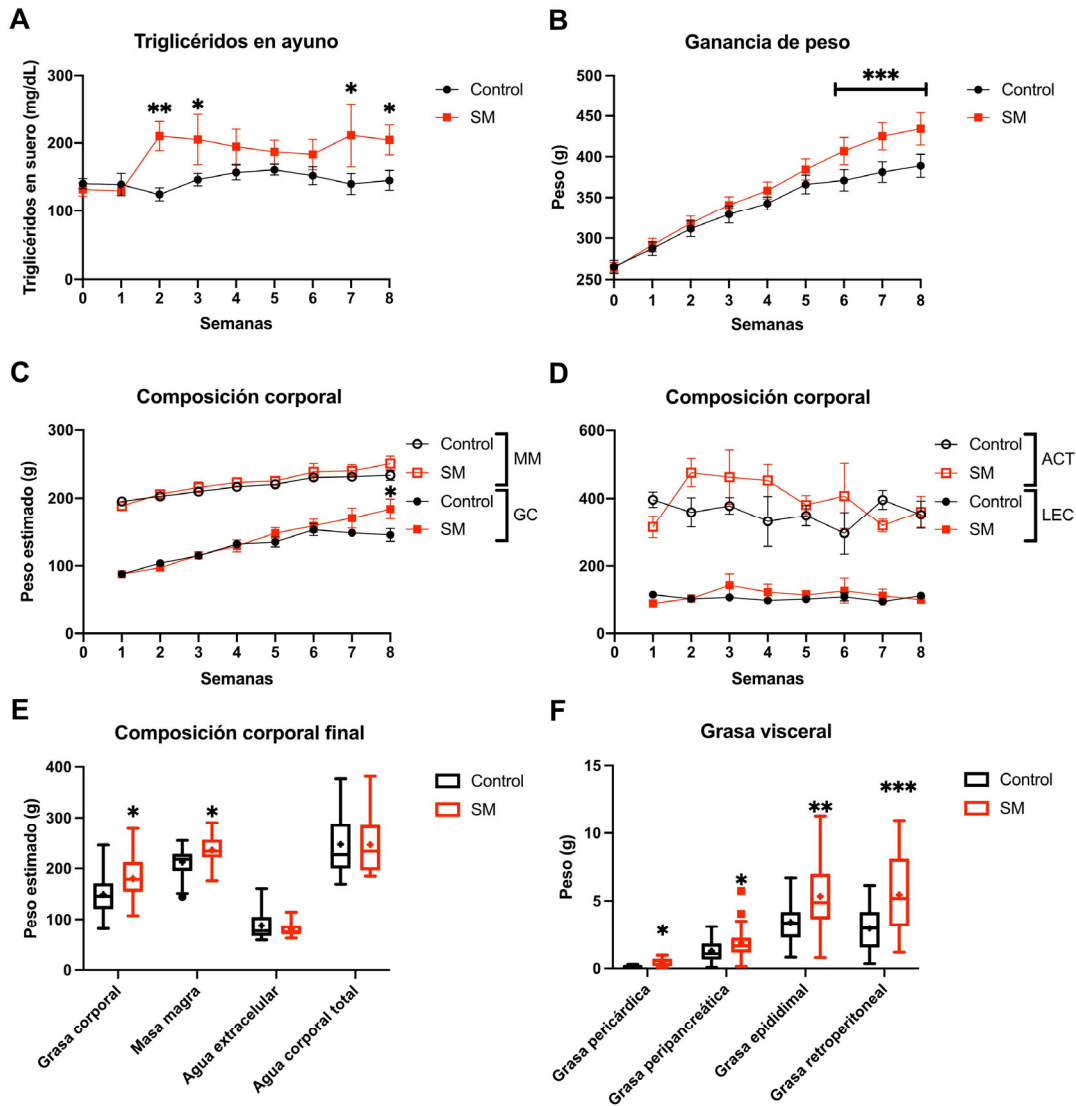 A
Triglicéridos en ayuno
Triglicéridos en suero (mg/dL)
300
200
100
0
** * * *
Control
SM
0 1 2 3 4 5 6 7 8
Semanas
B
Ganancia de peso
Peso (g)
500
450
400
350
300
250
***
Control
SM
0 1 2 3 4 5 6 7 8
Semanas
C
Composición corporal
Peso estimado (g)
300
200
100
0
*
Control
SM
MM
Control
SM
GC
0 1 2 3 4 5 6 7 8
Semanas
D
Composición corporal
600
400
200
0
Control
SM
ACT
Control
SM
LEC
0 1 2 3 4 5 6 7 8
Semanas
E
Composición corporal final
Peso estimado (g)
400
300
200
100
0
* *
Control
SM
Grasa corporal
Masa magra
Agua extracelular
Agua corporal total
F
Grasa visceral
Peso (g)
15
10
5
0
* * ** ***
Control
SM
Grasa pericárdica
Grasa peripancreática
Grasa epididimal
Grasa retroperitoneal